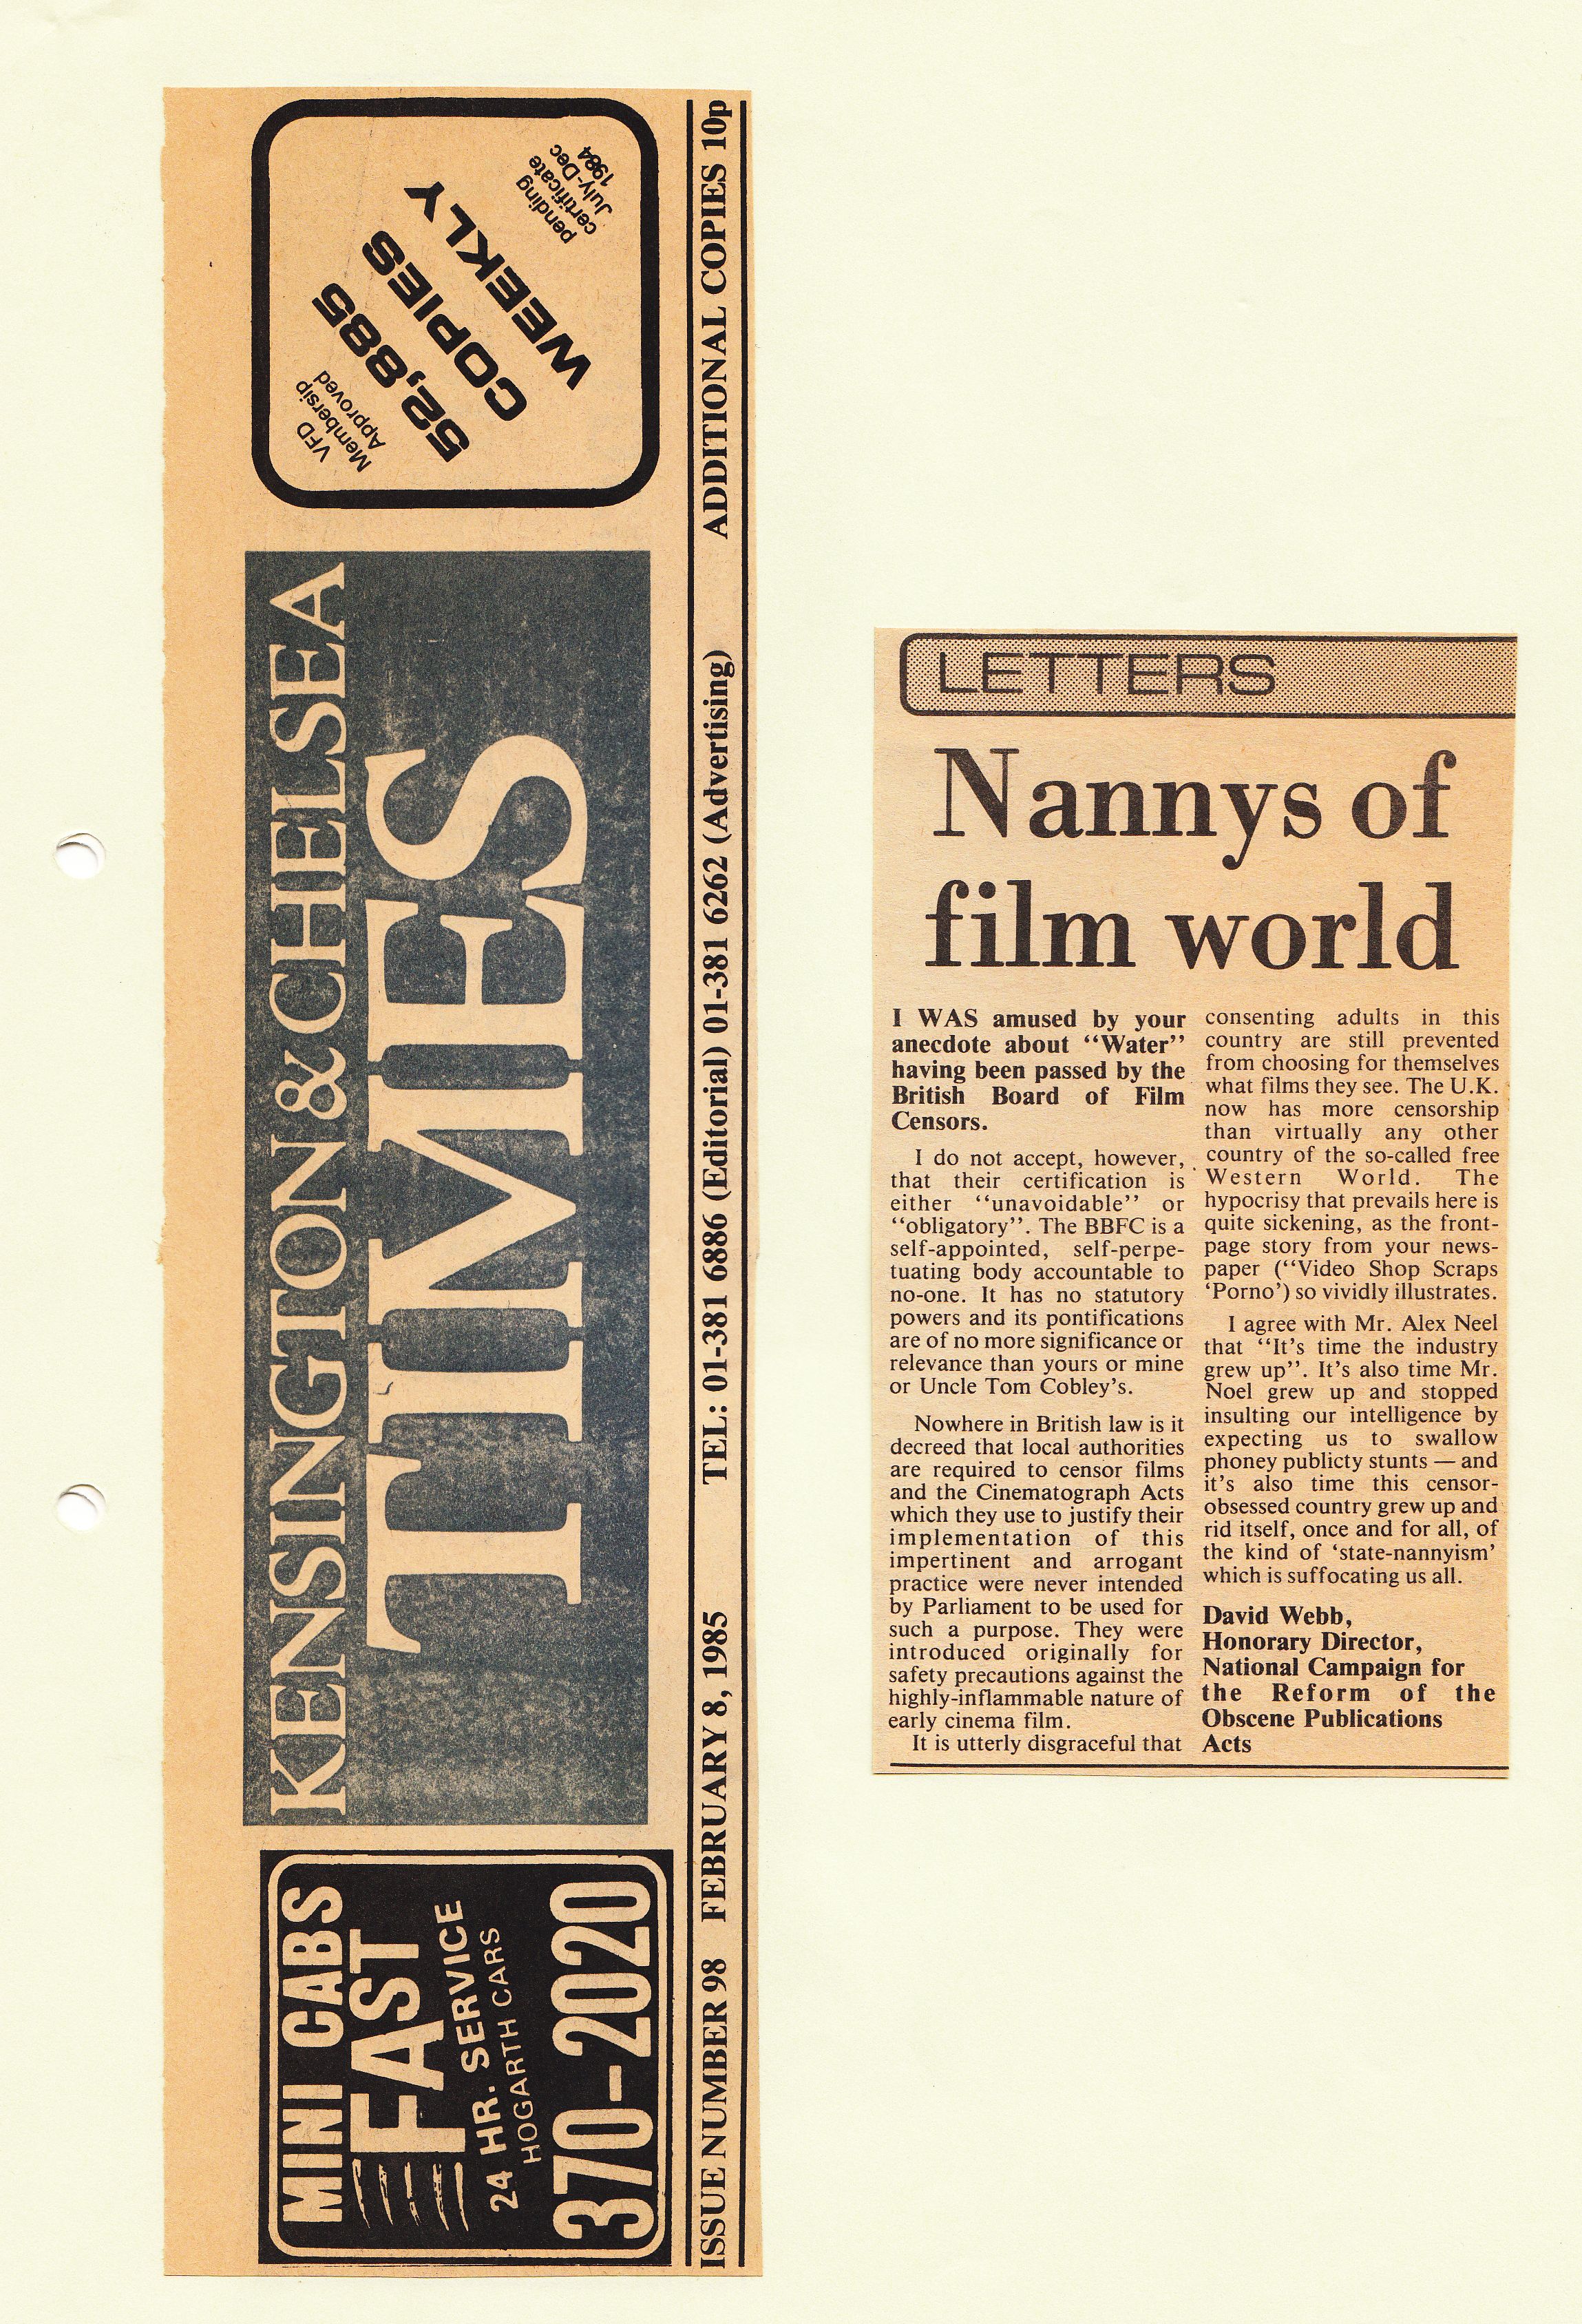 MINI CABS
FAST
24 HR. SERVICE
HOGARTH CARS
370-2020
KENSINGTON & CHELSEA
TIMES
VFD
Membersip
Approved
52,885
COPIES
WEEKLY
pending
certificate
July-Dec
1984
ISSUE NUMBER 98 FEBRUARY 8, 1985 TEL: 01-381 6886 (Editorial) 01-381 6262 (Advertising) ADDITIONAL COPIES 10p
LETTERS
Nannys of
film world
I WAS amused by your
anecdote about “Water”
having been passed by the
British Board of Film
Censors.
I do not accept, however,
that their certification is
either “unavoidable” or
“obligatory”. The BBFC is a
self-appointed, self-perpe-
tuating body accountable to
no-one. It has no statutory
powers and its pontifications
are of no more significance or
relevance than yours or mine
or Uncle Tom Cobley’s.
Nowhere in British law is it
decreed that local authorities
are required to censor films
and the Cinematograph Acts
which they use to justify their
implementation of this
impertinent and arrogant
practice were never intended
by Parliament to be used for
such a purpose. They were
introduced originally for
safety precautions against the
highly-inflammable nature of
early cinema film.
It is utterly disgraceful that
consenting adults in this
country are still prevented
from choosing for themselves
what films they see. The U.K.
now has more censorship
than virtually any other
country of the so-called free
Western World. The
hypocrisy that prevails here is
quite sickening, as the front-
page story from your news-
paper (“Video Shop Scraps
‘Porno’) so vividly illustrates.
I agree with Mr. Alex Neel
that “It’s time the industry
grew up”. It’s also time Mr.
Noel grew up and stopped
insulting our intelligence by
expecting us to swallow
phoney publicty stunts — and
it’s also time this censor-
obsessed country grew up and
rid itself, once and for all, of
the kind of ‘state-nannyism’
which is suffocating us all.
David Webb,
Honorary Director,
National Campaign for
the Reform of the
Obscene Publications
Acts